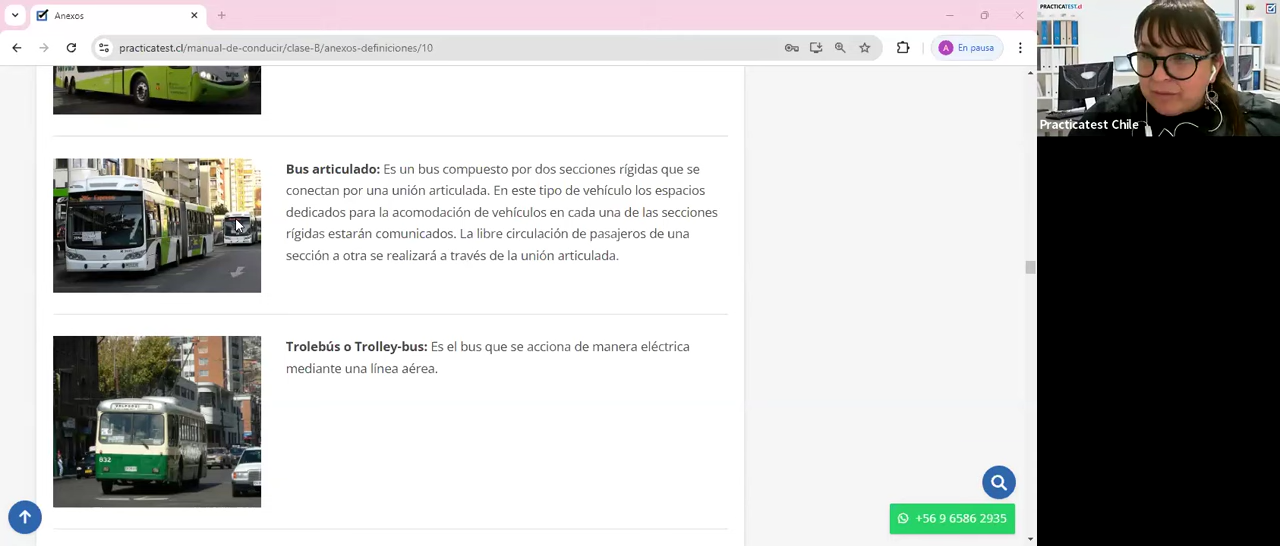 Anexos
practicatest.cl/manual-de-conducir/clase-B/anexos-definiciones/10
A
En pausa
PRACTICATEST.cl
Practicatest Chile
Bus articulado: Es un bus compuesto por dos secciones rígidas que se
conectan por una unión articulada. En este tipo de vehículo los espacios
dedicados para la acomodación de vehículos en cada una de las secciones
rígidas estarán comunicados. La libre circulación de pasajeros de una
sección a otra se realizará a través de la unión articulada.
Trolebús o Trolley-bus: Es el bus que se acciona de manera eléctrica
mediante una línea aérea.
832
+56 9 6586 2935